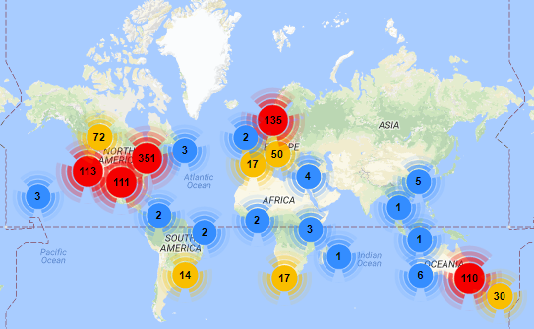 ASIA
135
2
72
351
3
EUROPE
50
17
NORTH
AMERICA
113
111
4
5
Atlantic
Ocean
3
AFRICA
1
2
2
3
2
SOUTH
AMERICA
1
Pacific
Ocean
Indian
Ocean
1
OCEANIA
14
17
6
110
30